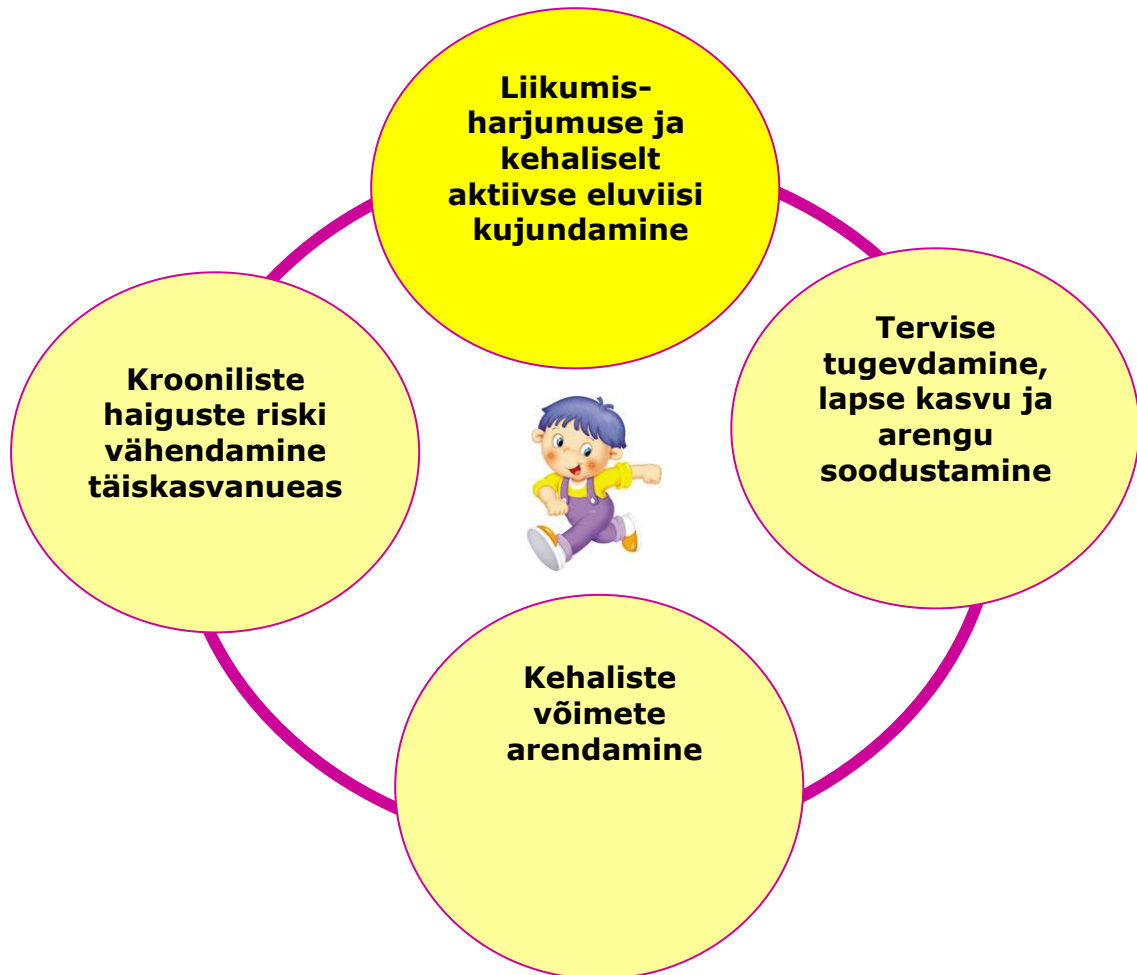 Liikumis-
harjumuse ja
kehaliselt
aktiivse eluviisi
kujundamine
Tervise
tugevdamine,
lapse kasvu ja
arengu
soodustamine
Krooniliste
haiguste riski
vähendamine
täiskasvanueas
Kehaliste
võimete
arendamine